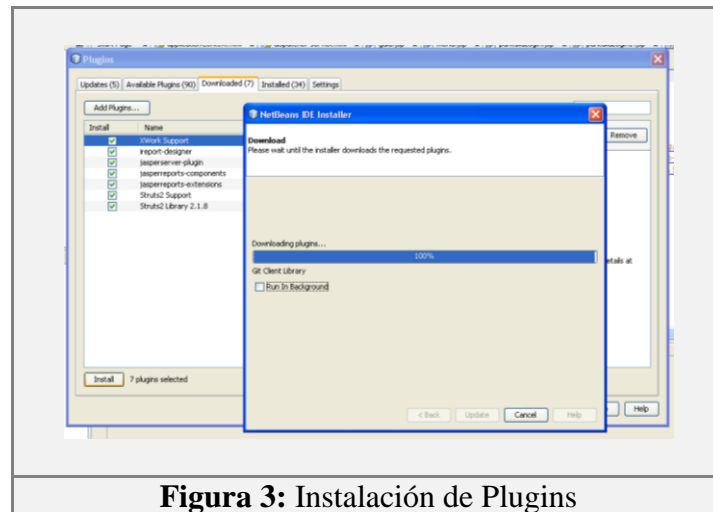 Plugins
Updates (5) Available Plugins (90) Downloaded (7) Installed (34) Settings
Add Plugins...
Install Name
XWork Support
ireport-designer
jasperserver-plugin
jasperreports-components
jasperreports-extensions
Struts2 Support
Struts2 Library 2.1.8
Remove
etails at
Install 7 plugins selected
Help
NetBeans IDE Installer
Download
Please wait until the installer downloads the requested plugins.
Downloading plugins...
100%
Git Client Library
Run In Background
< Back Update Cancel Help
Figura 3: Instalación de Plugins